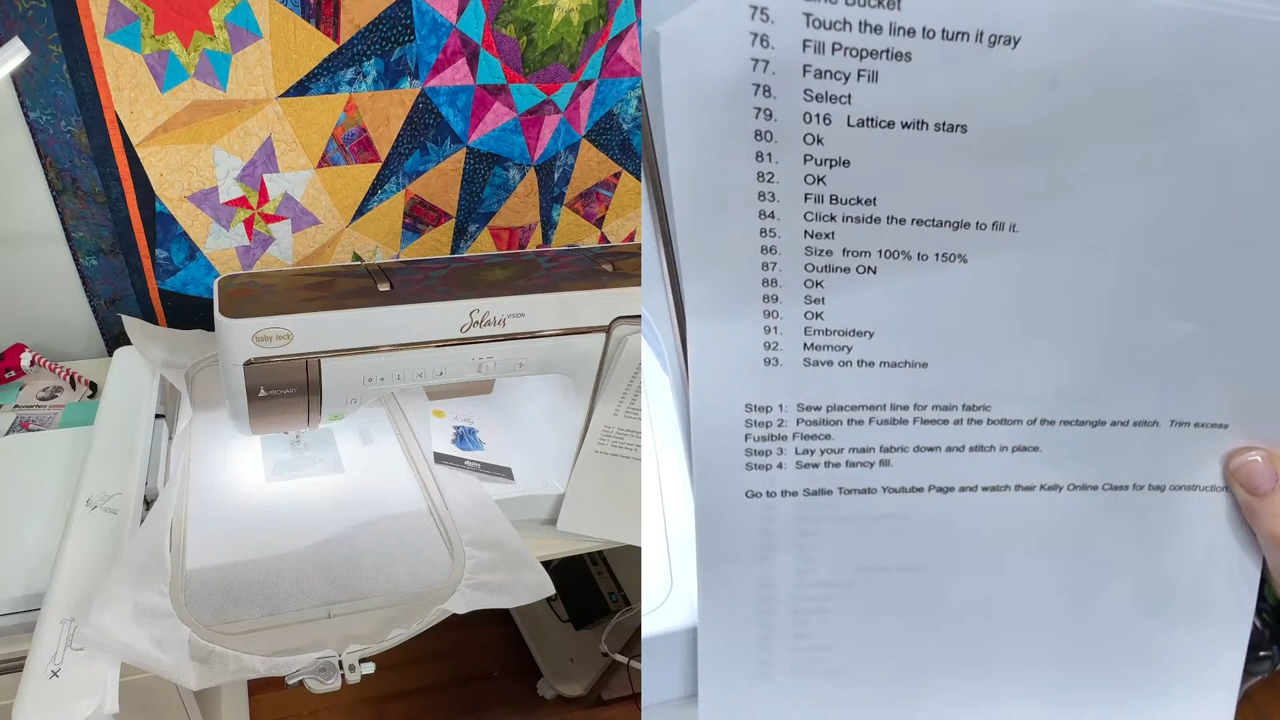 baby lock
Solaris VISION
VISIONARY
Benartex
Kelly
Line Bucket
75. Touch the line to turn it gray
76. Fill Properties
77. Fancy Fill
78. Select
79. 016 Lattice with stars
80. Ok
81. Purple
82. OK
83. Fill Bucket
84. Click inside the rectangle to fill it.
85. Next
86. Size from 100% to 150%
87. Outline ON
88. OK
89. Set
90. OK
91. Embroidery
92. Memory
93. Save on the machine
Step 1: Sew placement line for main fabric
Step 2: Position the Fusible Fleece at the bottom of the rectangle and stitch. Trim excess
Fusible Fleece.
Step 3: Lay your main fabric down and stitch in place.
Step 4: Sew the fancy fill.
Go to the Sallie Tomato Youtube Page and watch their Kelly Online Class for bag construction